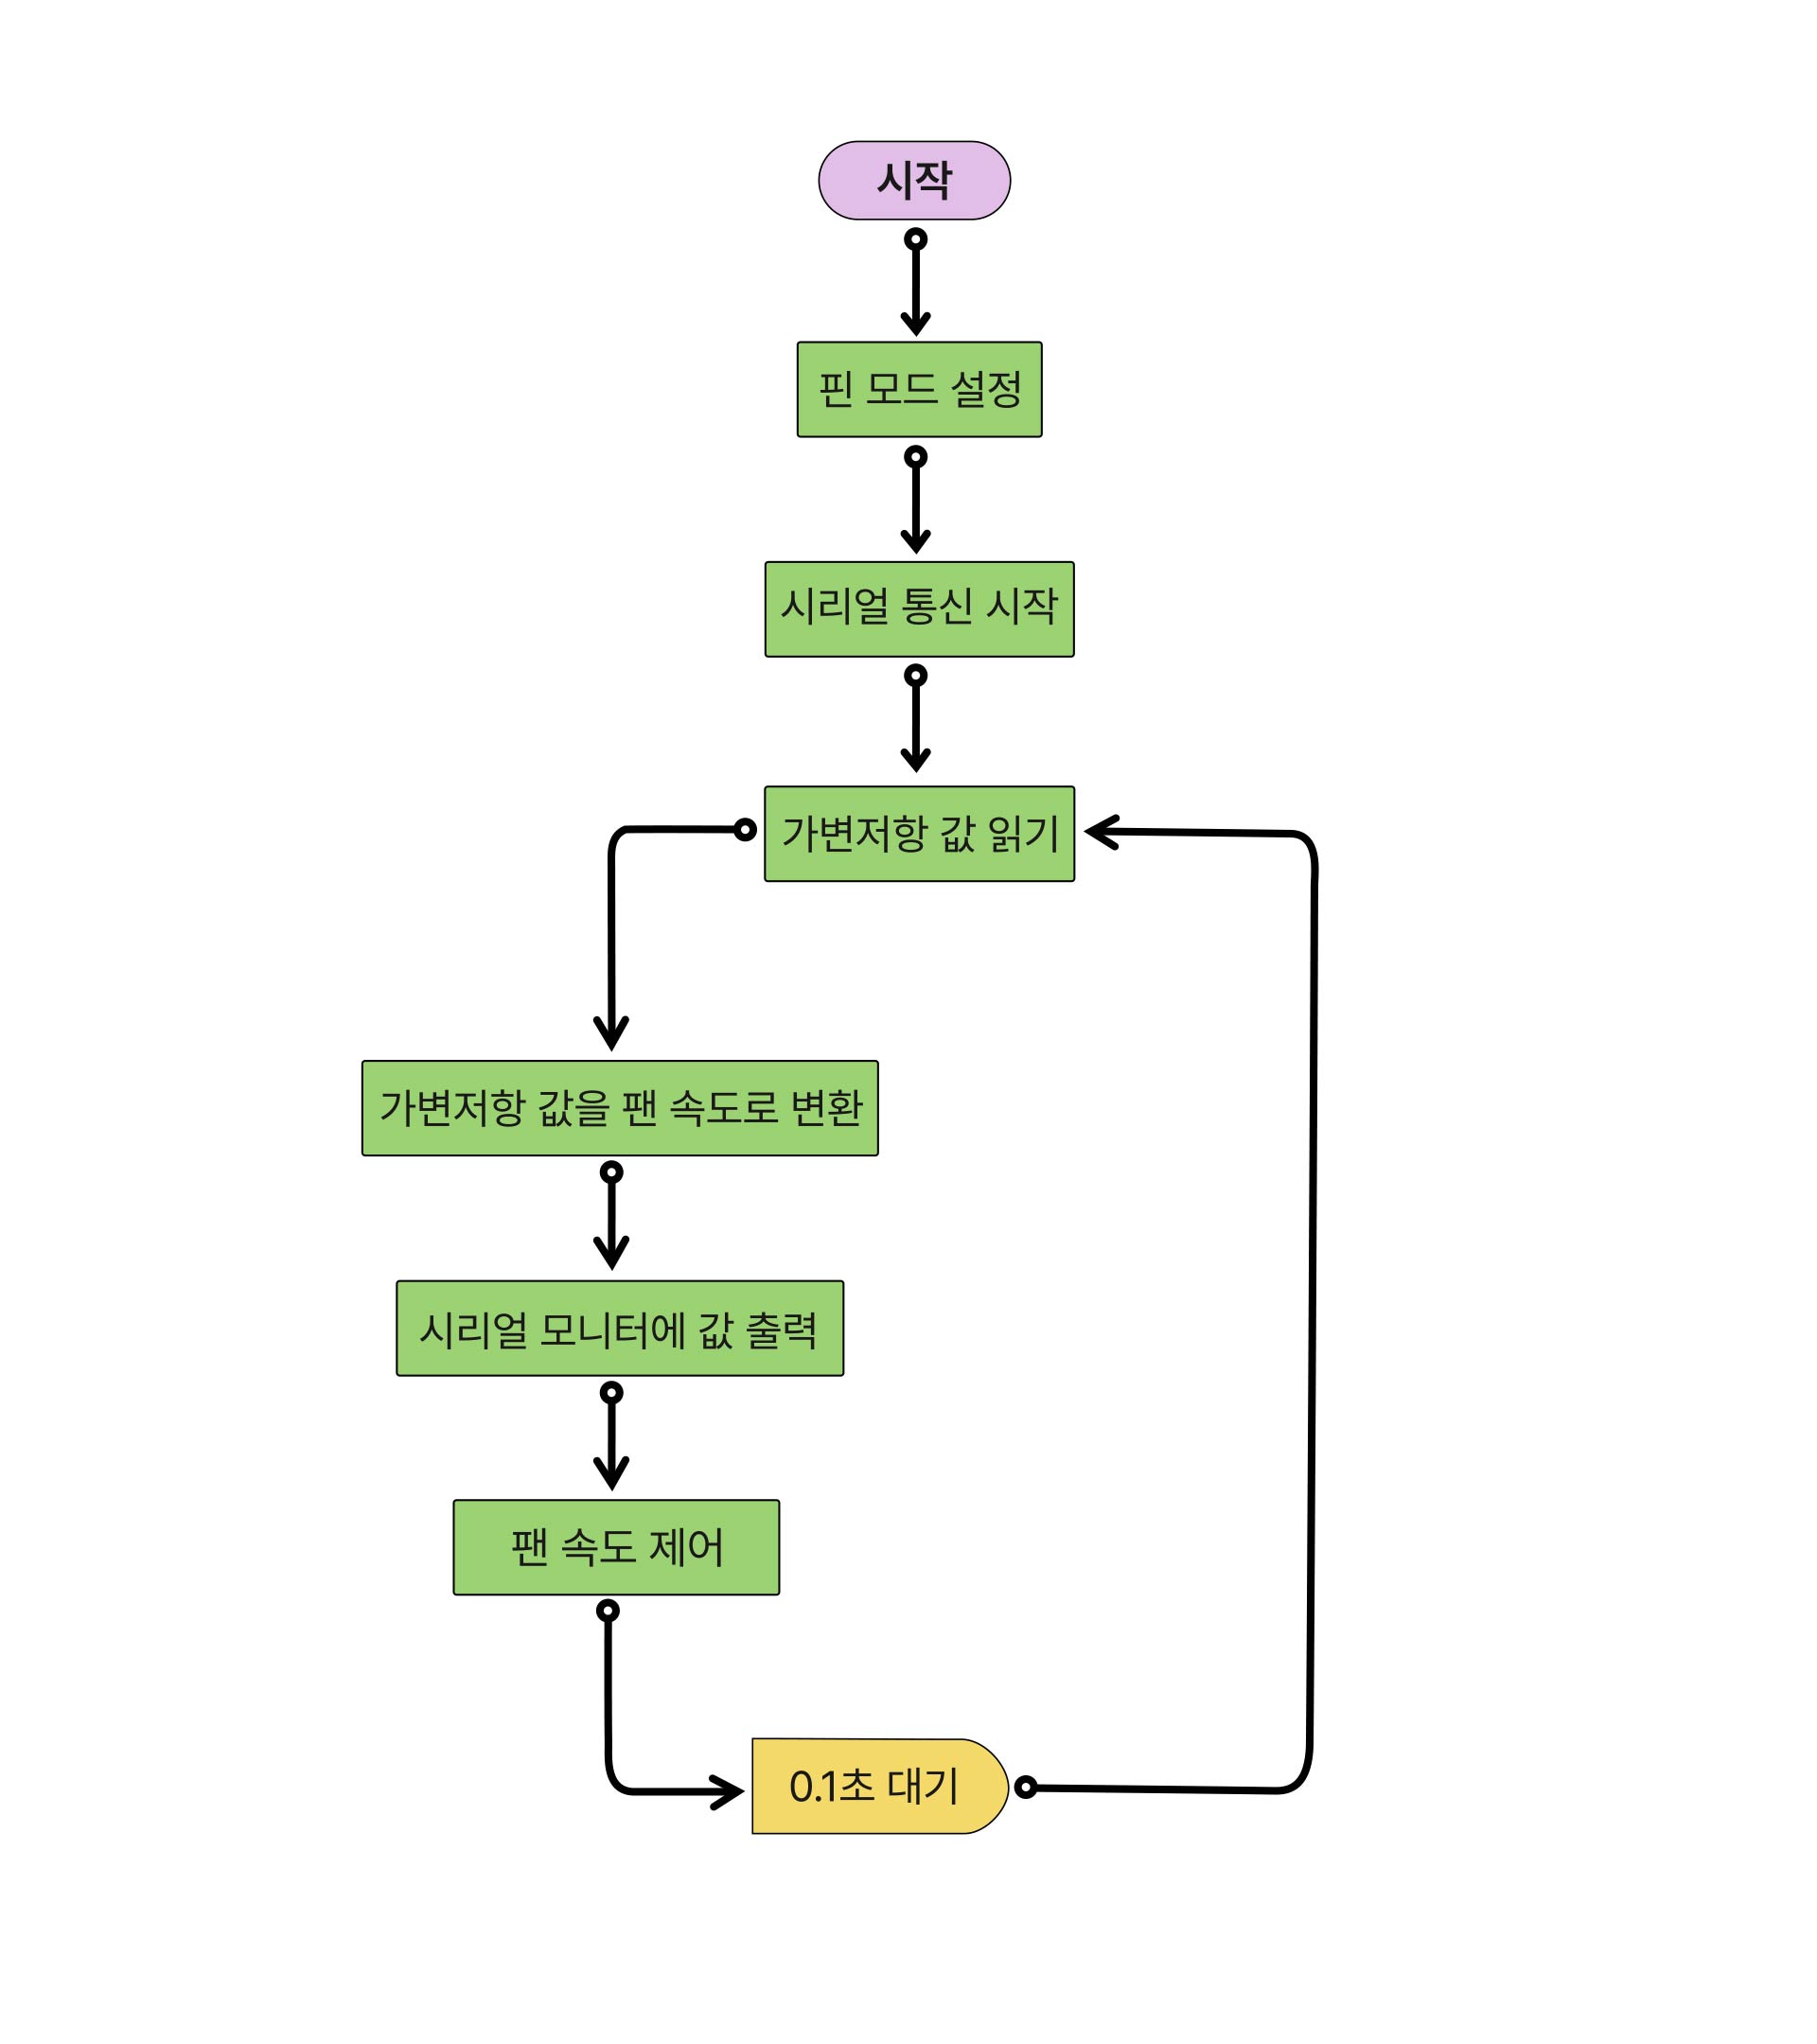 시작
핀 모드 설정
시리얼 통신 시작
가변저항 값 읽기
가변저항 값을 팬 속도로 변환
시리얼 모니터에 값 출력
팬 속도 제어
0.1초 대기